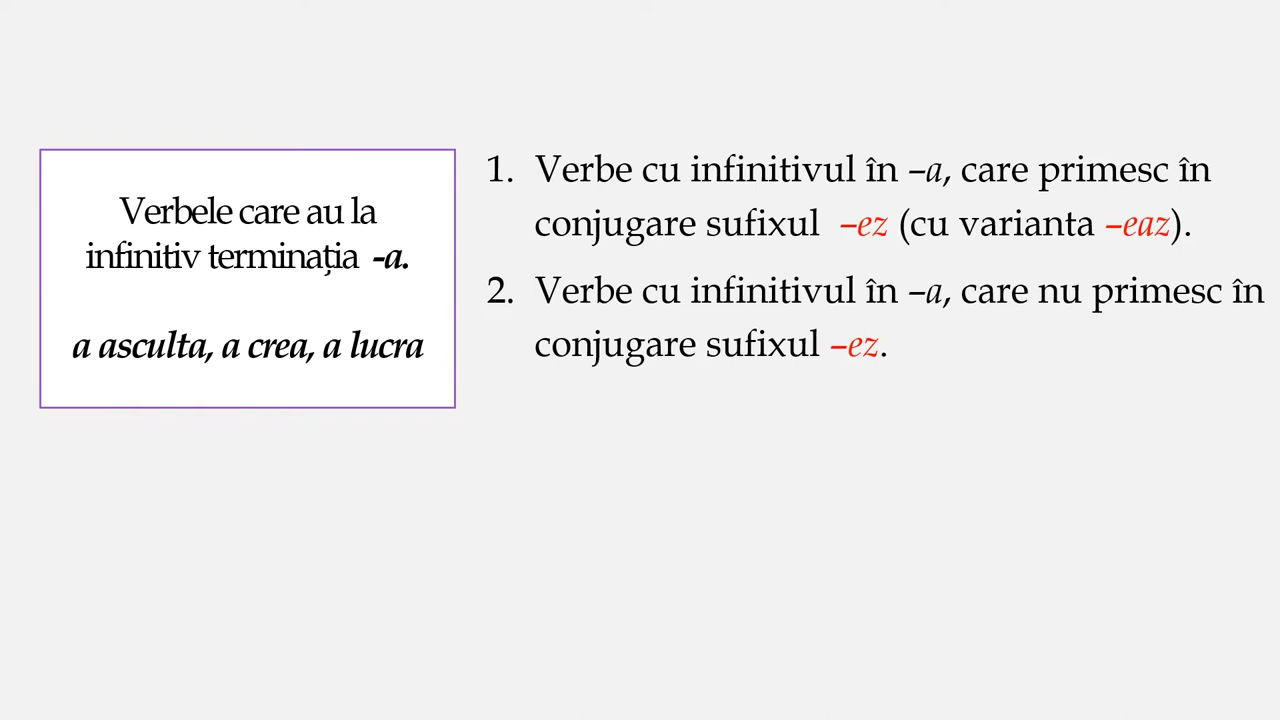 Verbele care au la
infinitiv terminația -a.
a asculta, a crea, a lucra
1. Verbe cu infinitivul în –a, care primesc în
conjugare sufixul –ez (cu varianta –eaz).
2. Verbe cu infinitivul în –a, care nu primesc în
conjugare sufixul –ez.